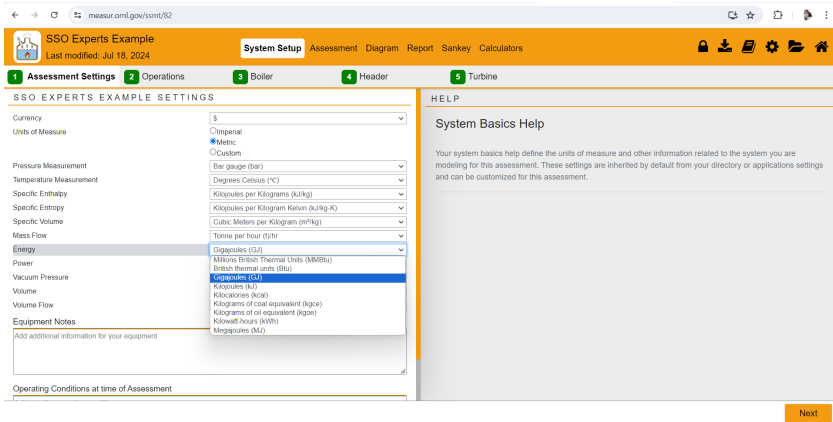 measur.ornl.gov/ssmt/82
SSO Experts Example
Last modified: Jul 18, 2024
System Setup Assessment Diagram Report Sankey Calculators
1 Assessment Settings 2 Operations 3 Boiler 4 Header 5 Turbine
SSO EXPERTS EXAMPLE SETTINGS
Currency $
Units of Measure Imperial
Metric
Custom
Pressure Measurement Bar gauge (bar)
Temperature Measurement Degrees Celsius (°C)
Specific Enthalpy Kilojoules per Kilograms (kJ/kg)
Specific Entropy Kilojoules per Kilogram Kelvin (kJ/kg-K)
Specific Volume Cubic Meters per Kilogram (m³/kg)
Mass Flow Tonne per hour (t)/hr
Energy Gigajoules (GJ)
Millions British Thermal Units (MMBtu)
Power British thermal units (Btu)
Vacuum Pressure Gigajoules (GJ)
Kilojoules (kJ)
Volume Kilocalories (kcal)
Volume Flow Kilograms of coal equivalent (kgce)
Kilograms of oil equivalent (kgoe)
Equipment Notes Kilowatt-hours (kWh)
Megajoules (MJ)
Add additional information for your equipment
Operating Conditions at time of Assessment
HELP
System Basics Help
Your system basics help define the units of measure and other information related to the system you are
modeling for this assessment. These settings are inherited by default from your directory or applications settings
and can be customized for this assessment.
Next